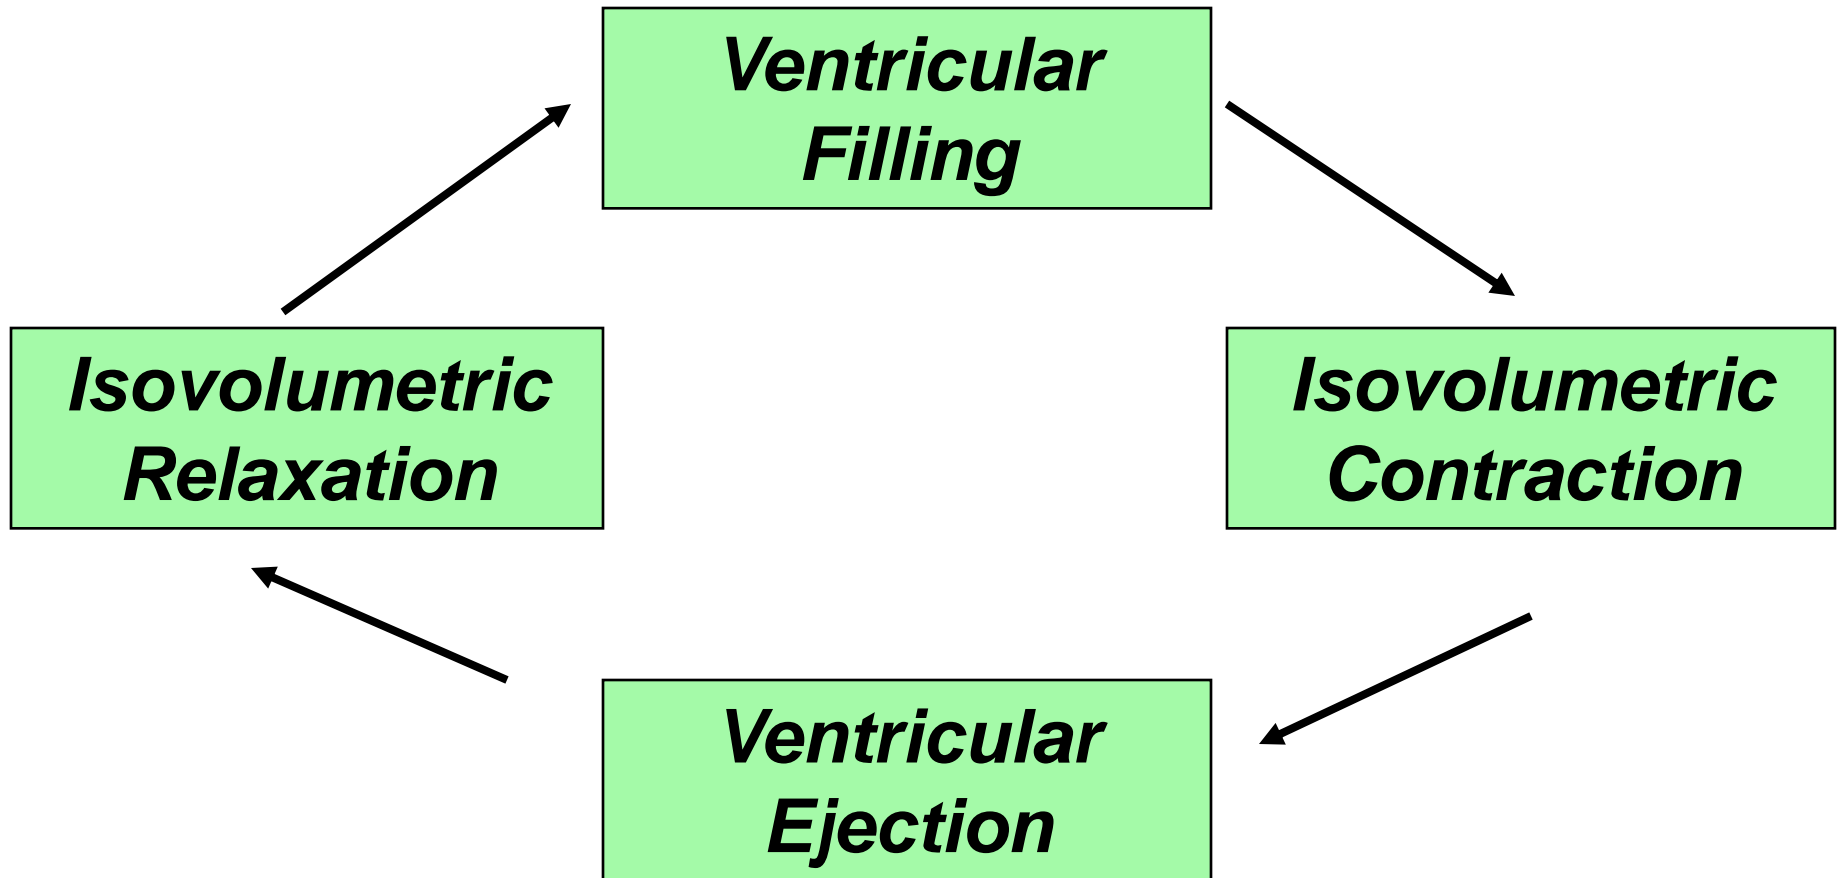 Ventricular
Filling
Isovolumetric
Relaxation
Isovolumetric
Contraction
Ventricular
Ejection